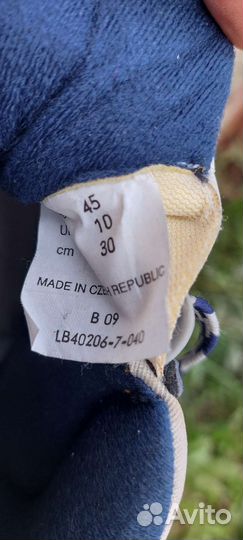 45
10
cm 30
MADE IN CZECH REPUBLIC
B 09
LB40206-7-040
Avito